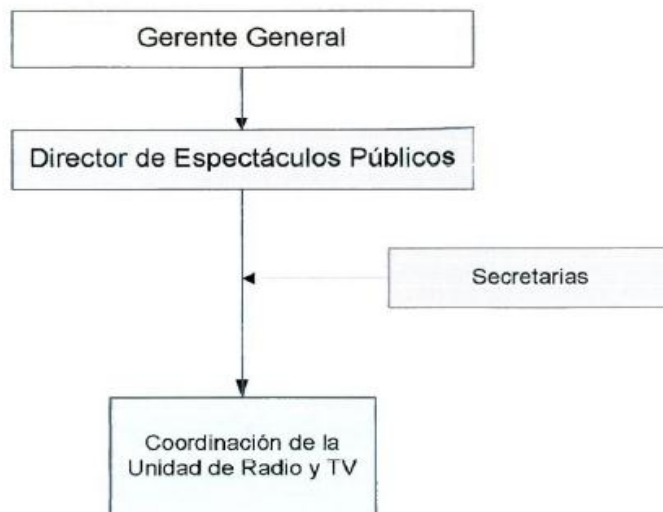 Gerente General
Director de Espectáculos Públicos
Secretarias
Coordinación de la
Unidad de Radio y TV